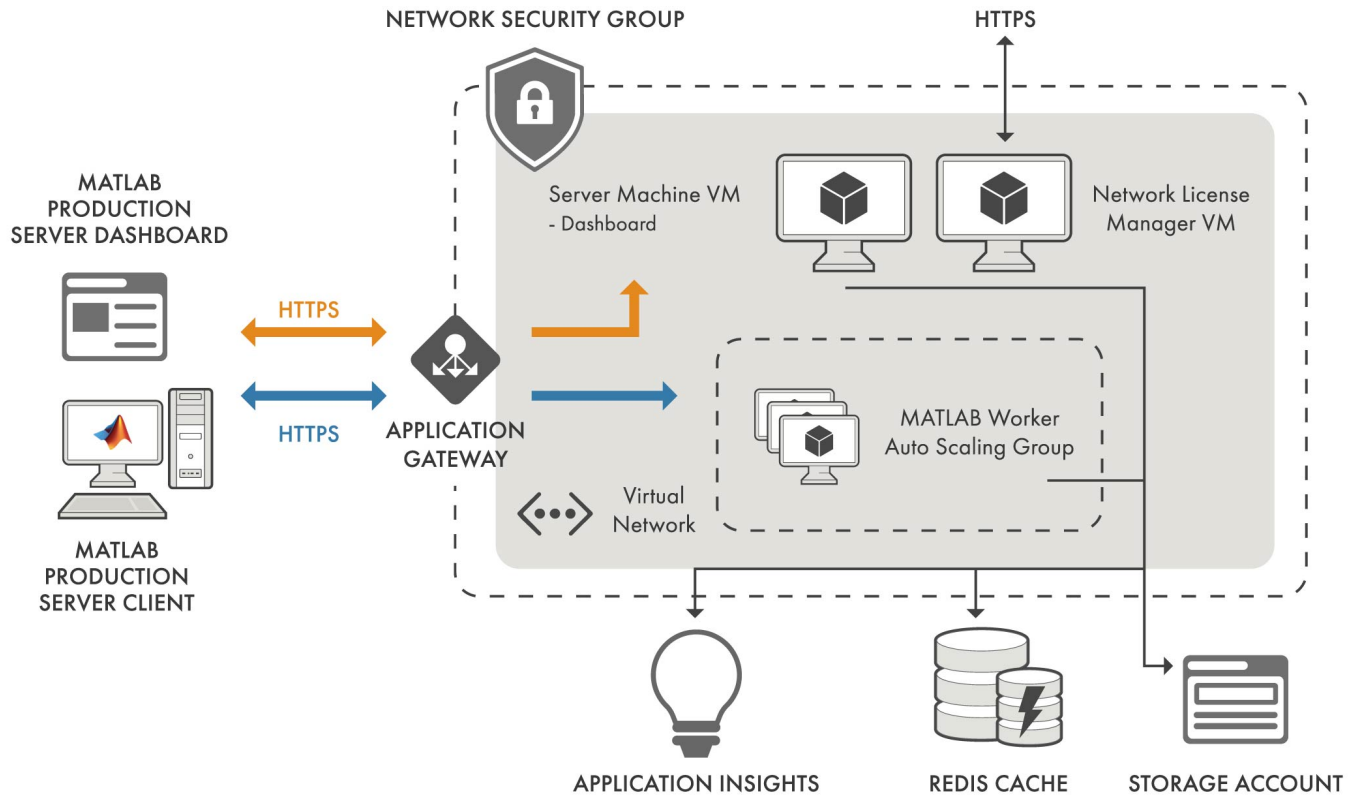 NETWORK SECURITY GROUP
HTTPS
MATLAB
PRODUCTION
SERVER DASHBOARD
Server Machine VM
- Dashboard
Network License
Manager VM
HTTPS
HTTPS
APPLICATION
GATEWAY
MATLAB Worker
Auto Scaling Group
Virtual
Network
MATLAB
PRODUCTION
SERVER CLIENT
APPLICATION INSIGHTS
REDIS CACHE
STORAGE ACCOUNT